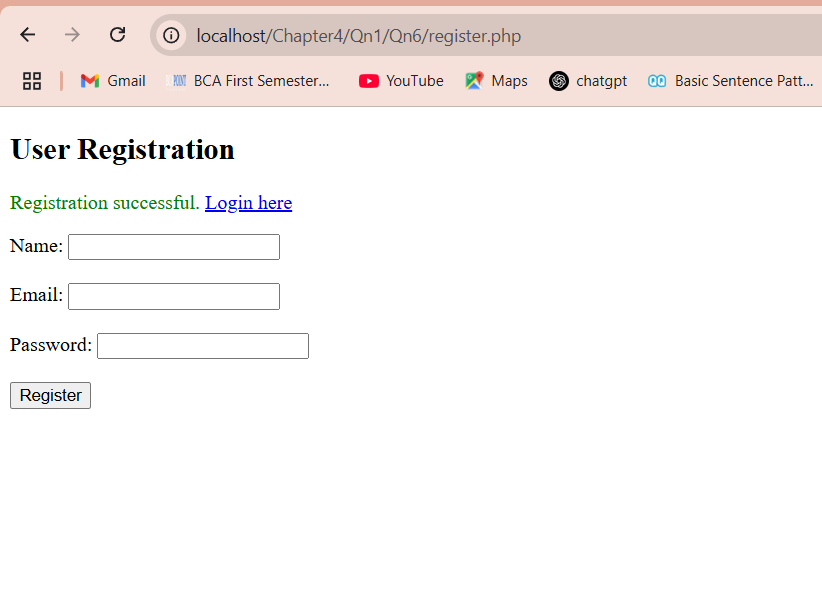 localhost/Chapter4/Qn1/Qn6/register.php
Gmail POINT BCA First Semester... YouTube Maps chatgpt Basic Sentence Patt...
User Registration
Registration successful. Login here
Name:
Email:
Password:
Register